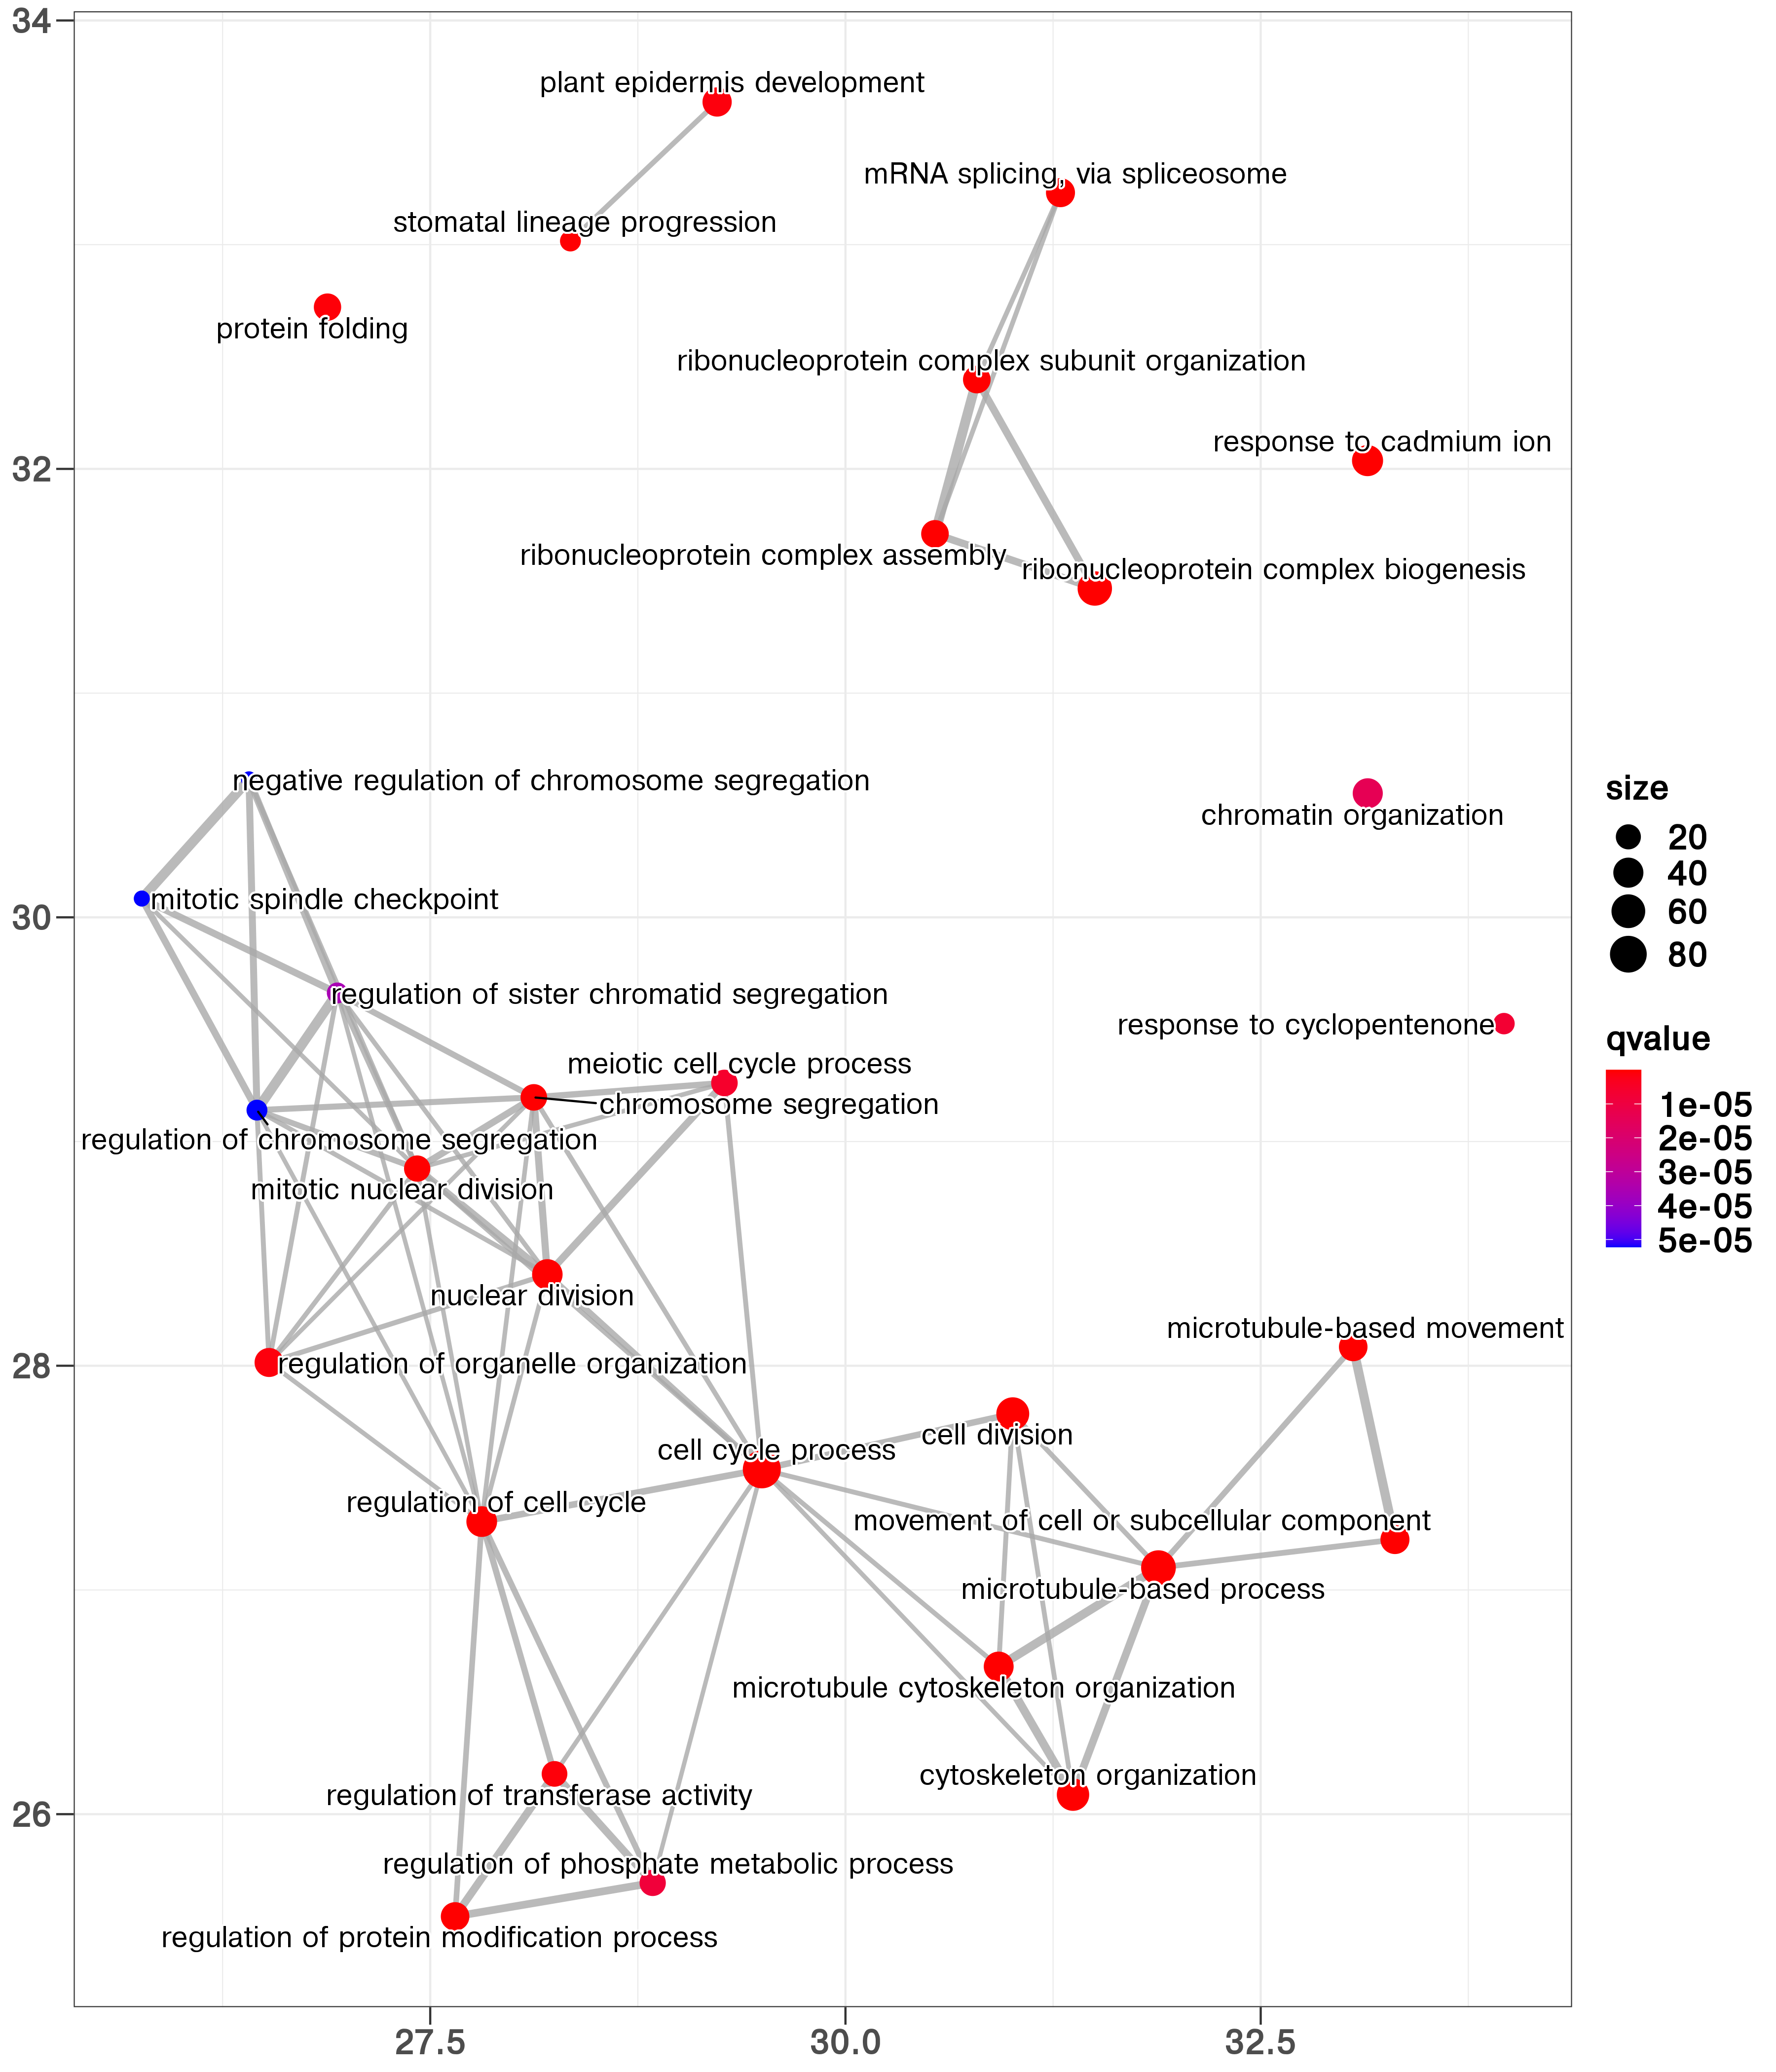 34
plant epidermis development
mRNA splicing, via spliceosome
stomatal lineage progression
protein folding
ribonucleoprotein complex subunit organization
response to cadmium ion
32
ribonucleoprotein complex assembly
ribonucleoprotein complex biogenesis
negative regulation of chromosome segregation
chromatin organization
mitotic spindle checkpoint
30
regulation of sister chromatid segregation
response to cyclopentenone
meiotic cell cycle process
chromosome segregation
regulation of chromosome segregation
mitotic nuclear division
nuclear division
microtubule-based movement
28
regulation of organelle organization
cell division
cell cycle process
regulation of cell cycle
movement of cell or subcellular component
microtubule-based process
microtubule cytoskeleton organization
cytoskeleton organization
regulation of transferase activity
26
regulation of phosphate metabolic process
regulation of protein modification process
27.5
30.0
32.5
size
20
40
60
80
qvalue
1e-05
2e-05
3e-05
4e-05
5e-05